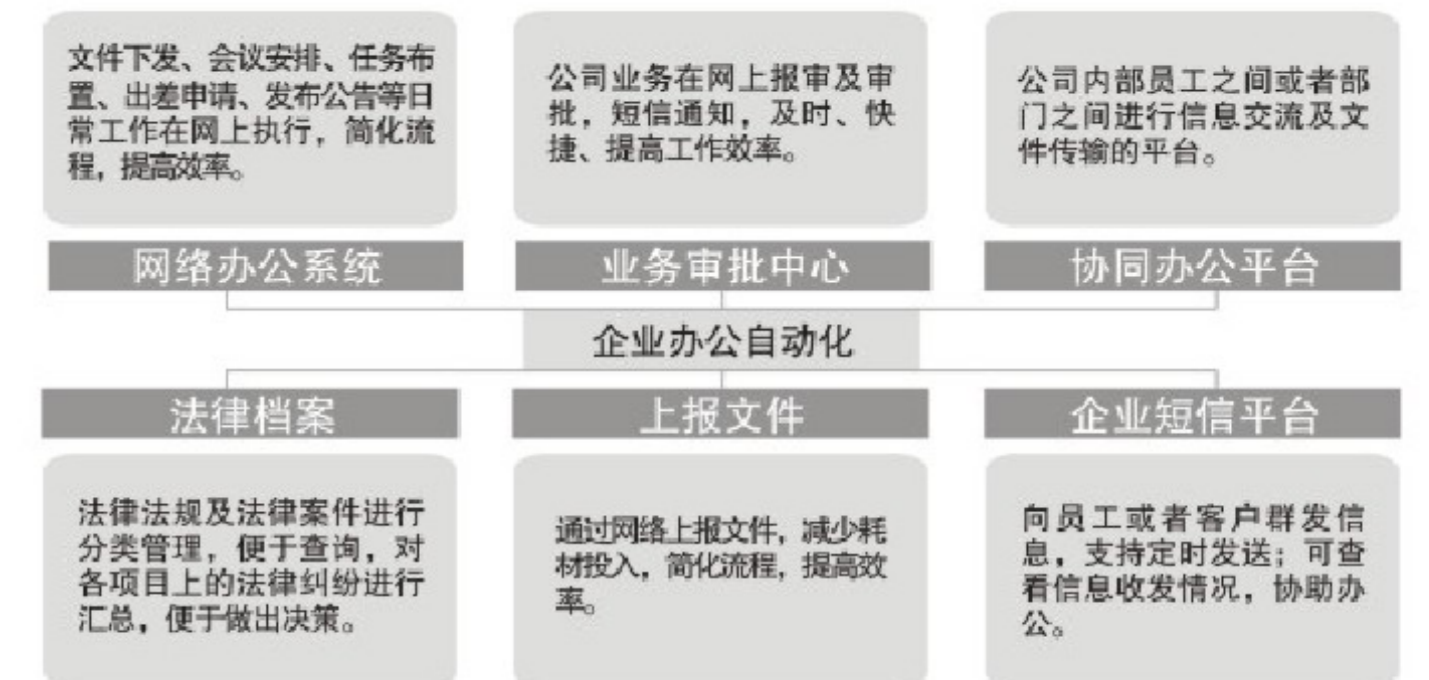 文件下发、会议安排、任务布
置、出差申请、发布公告等日
常工作在网上执行，简化流
程，提高效率。
公司业务在网上报审及审
批，短信通知，及时、快
捷、提高工作效率。
公司内部员工之间或者部
门之间进行信息交流及文
件传输的平台。
网络办公系统
业务审批中心
协同办公平台
企业办公自动化
法律档案
上报文件
企业短信平台
法律法规及法律案件进行
分类管理，便于查询，对
各项目上的法律纠纷进行
汇总，便于做出决策。
通过网络上报文件，减少耗
材投入，简化流程，提高效
率。
向员工或者客户群发信
息，支持定时发送；可查
看信息收发情况，协助办
公。